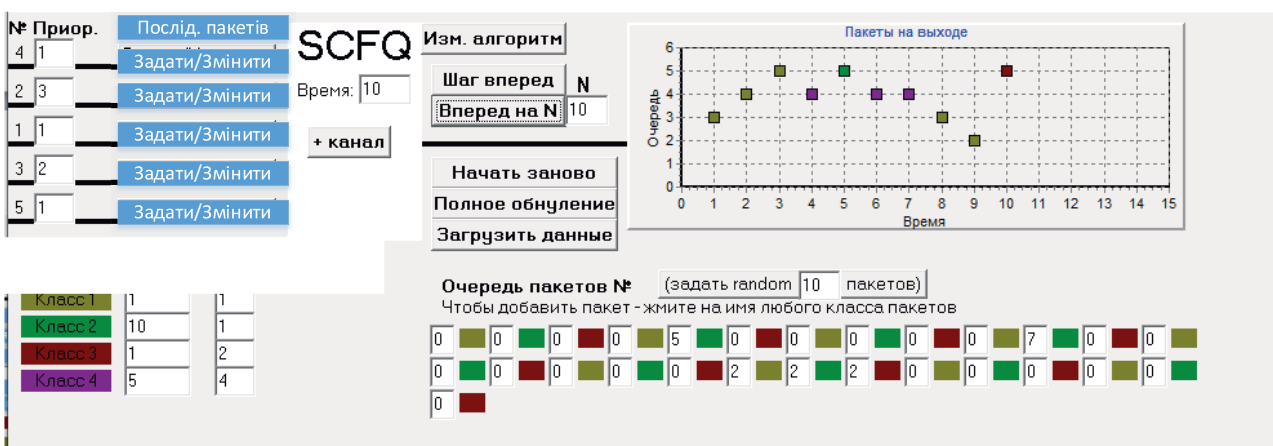 № Приор. Послід. пакетів
4 1 Задати/Змінити
2 3 Задати/Змінити
1 1 Задати/Змінити
3 2 Задати/Змінити
5 1 Задати/Змінити
SCFQ
Время: 10
+ канал
Изм. алгоритм
Шаг вперед N
Вперед на N 10
Начать заново
Полное обнуление
Загрузить данные
Пакеты на выходе
Очередь
6
5
4
3
2
1
0
0 1 2 3 4 5 6 7 8 9 10 11 12 13 14 15
Время
Класс 1 1 1
Класс 2 10 1
Класс 3 1 2
Класс 4 5 4
Очередь пакетов № (задать random 10 пакетов)
Чтобы добавить пакет - жмите на имя любого класса пакетов
0 0 0 0 5 0 0 0 0 0 7 0 0
0 0 0 0 0 2 2 2 0 0 0 0 0
0